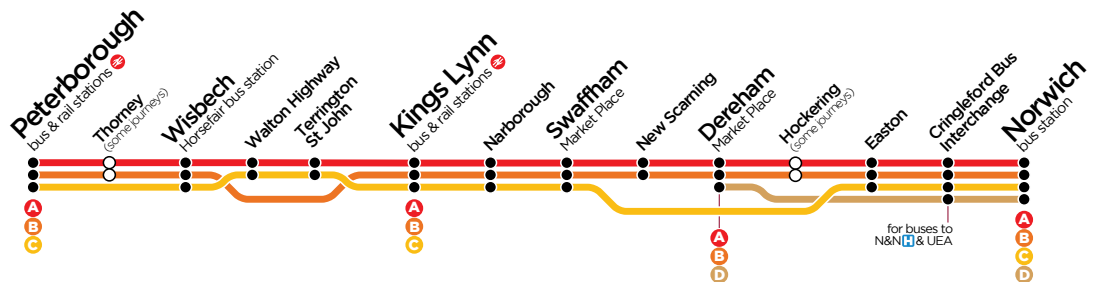 Peterborough
bus & rail stations
Thorney
(some journeys)
Wisbech
Horsefair bus station
Walton Highway
Terrington
St John
Kings Lynn
bus & rail stations
Narborough
Swaffham
Market Place
New Scarning
Dereham
Market Place
Hockering
(some journeys)
Easton
Cringleford Bus
Interchange
Norwich
bus station
A
B
C
A
B
C
A
B
D
for buses to
N&N H & UEA
A
B
C
D